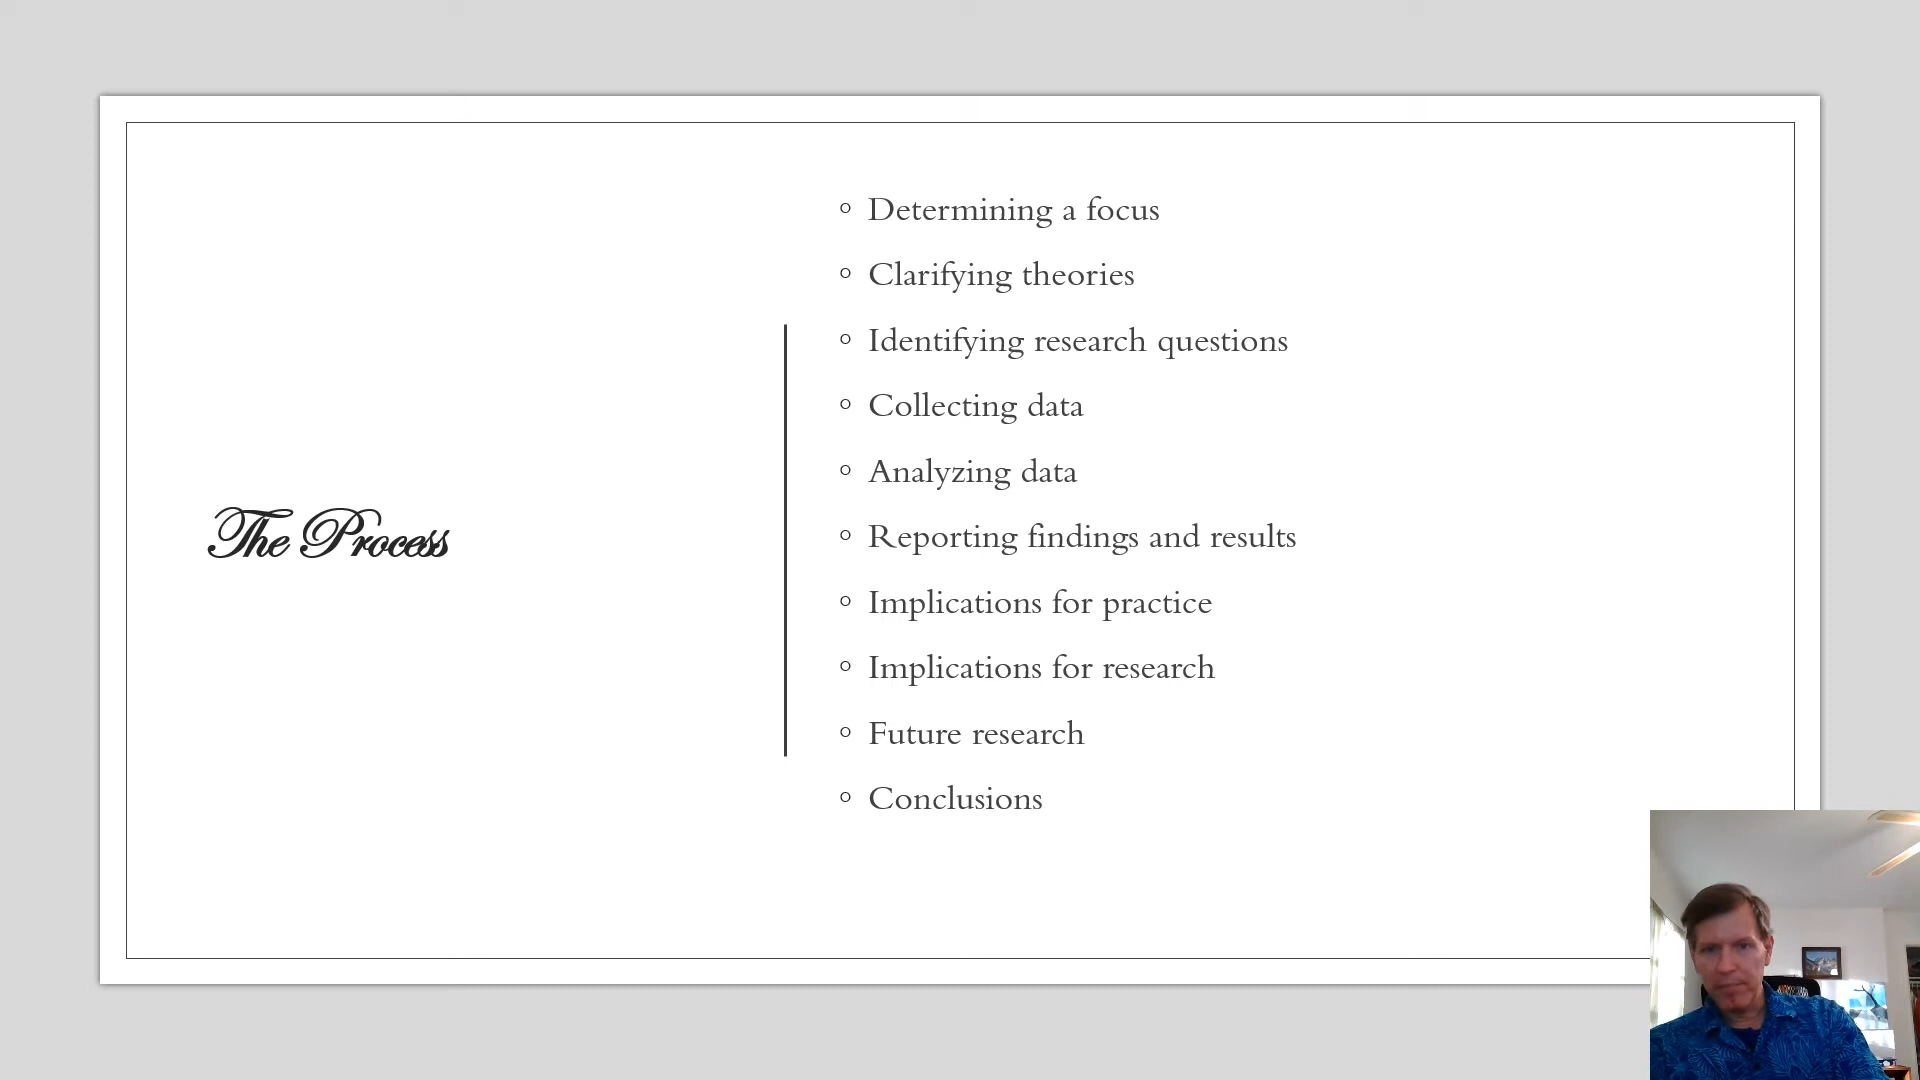 The Process
Determining a focus
Clarifying theories
Identifying research questions
Collecting data
Analyzing data
Reporting findings and results
Implications for practice
Implications for research
Future research
Conclusions